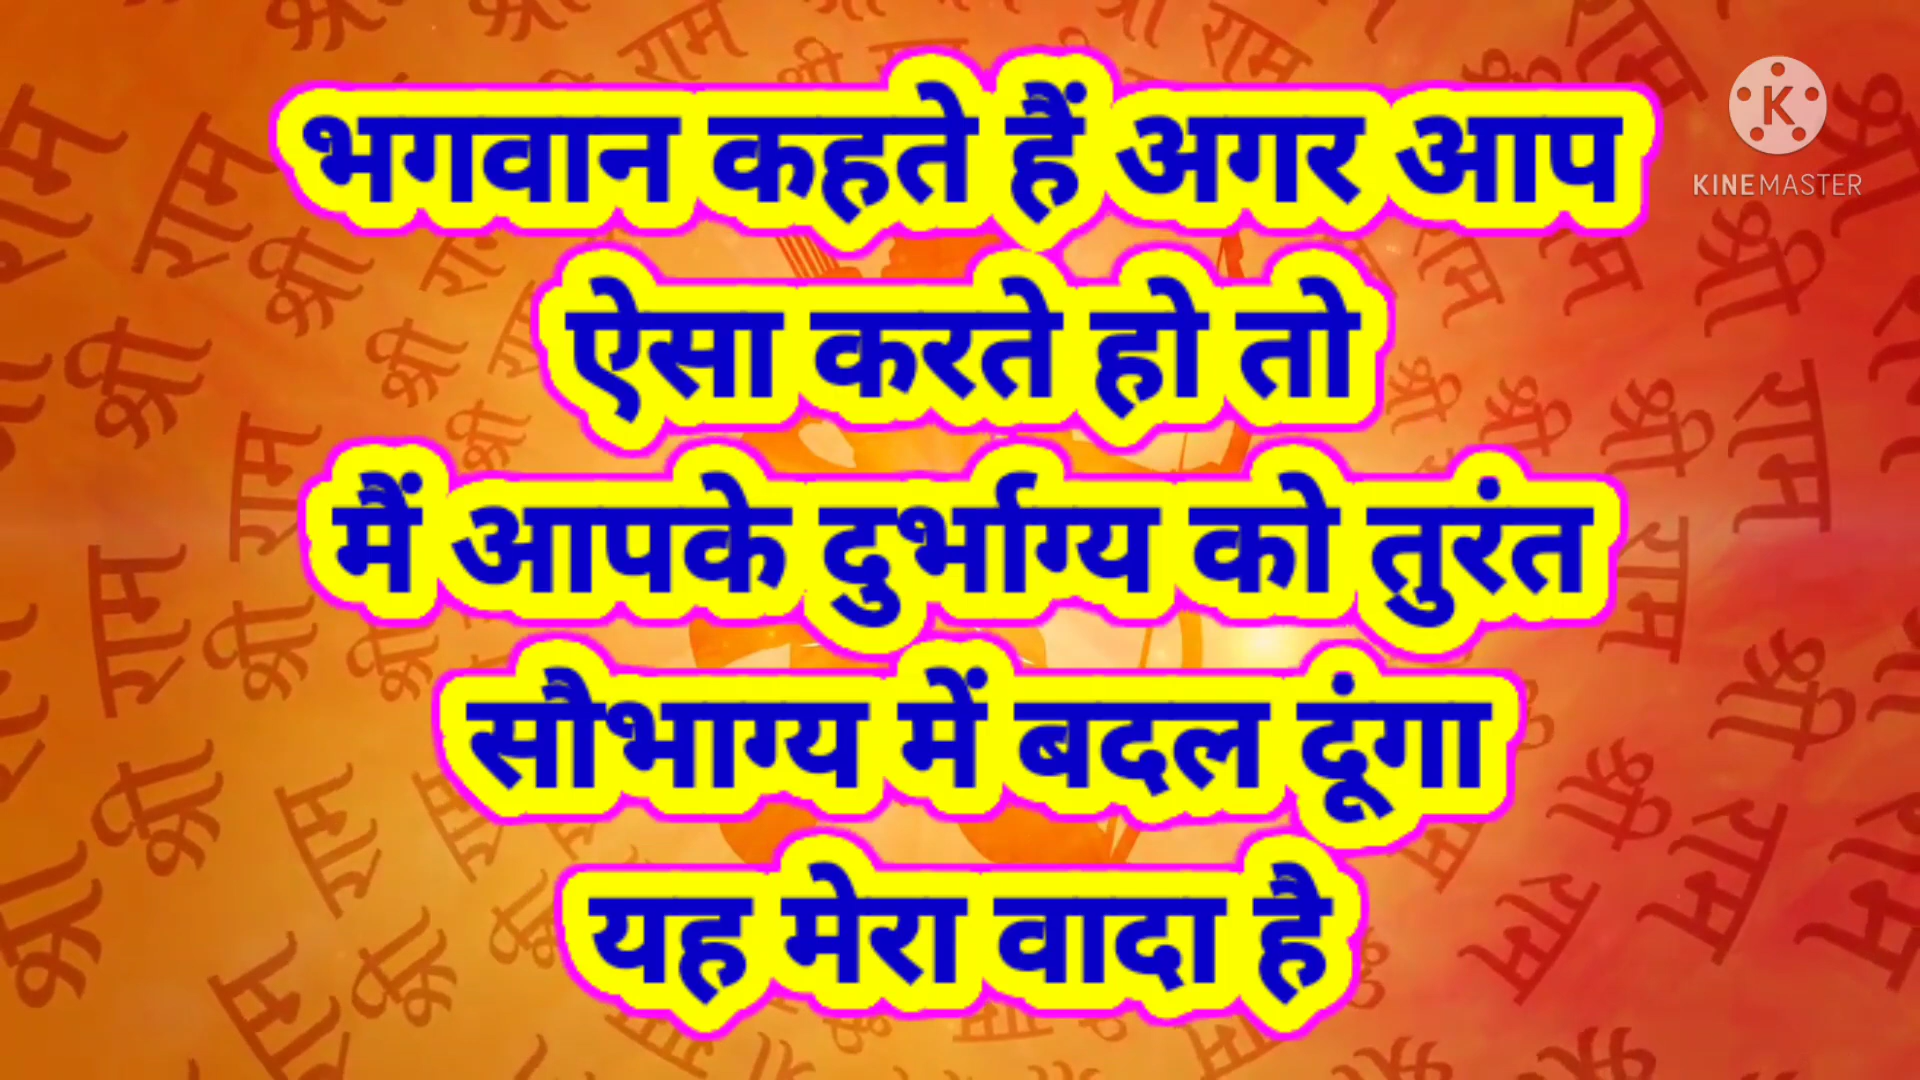 भगवान कहते हैं अगर आप
ऐसा करते हो तो
मैं आपके दुर्भाग्य को तुरंत
सौभाग्य में बदल दूंगा
यह मेरा वादा है
K
KINEMASTER